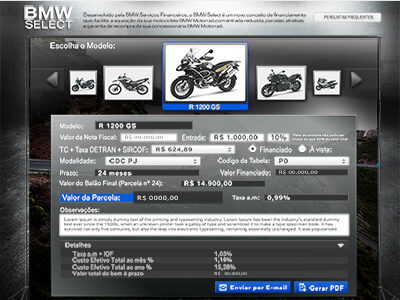 BMW
SELECT
Desenvolvido pela BMW Serviços Financeiros, o BMW Select é um novo conceito de financiamento
que facilita a aquisição da sua motocicleta BMW Motorrad com entrada reduzida, parcelas atrativas
e garantia de recompra da sua concessionária BMW Motorrad.
PERGUNTAS FREQUENTES
Escolha o Modelo:
R 1200 GS
Modelo: R 1200 GS
Valor da Nota Fiscal: R$ 00.000,00 Entrada: R$ 1.000,00 10%
TC + Taxa DETRAN + SIRCOF: R$ 624,89 Financiado À vista:
Modalidade: CDC PJ Código da Tabela: P0
Prazo: 24 meses Valor Financiado: R$ 00.000,00
Valor do Balão Final (Parcela nº 24): R$ 14.900,00
Valor da Parcela: R$ 0000,00 Taxa a.m: 0,99%
Observações:
Lorem Ipsum is simply dummy text of the printing and typesetting industry. Lorem Ipsum has been the industry's standard dummy
text ever since the 1500s, when an unknown printer took a galley of type and scrambled it to make a type specimen book. It has
survived not only five centuries, but also the leap into electronic typesetting, remaining essentially unchanged. It was popularised
Detalhes
Taxa a.m + IOF 1,03%
Custo Efetivo Total ao mês % 1,19%
Custo Efetivo Total ao ano % 15,28%
Valor total do bem à prazo R$ 00.000,00
Enviar por E-mail Gerar PDF